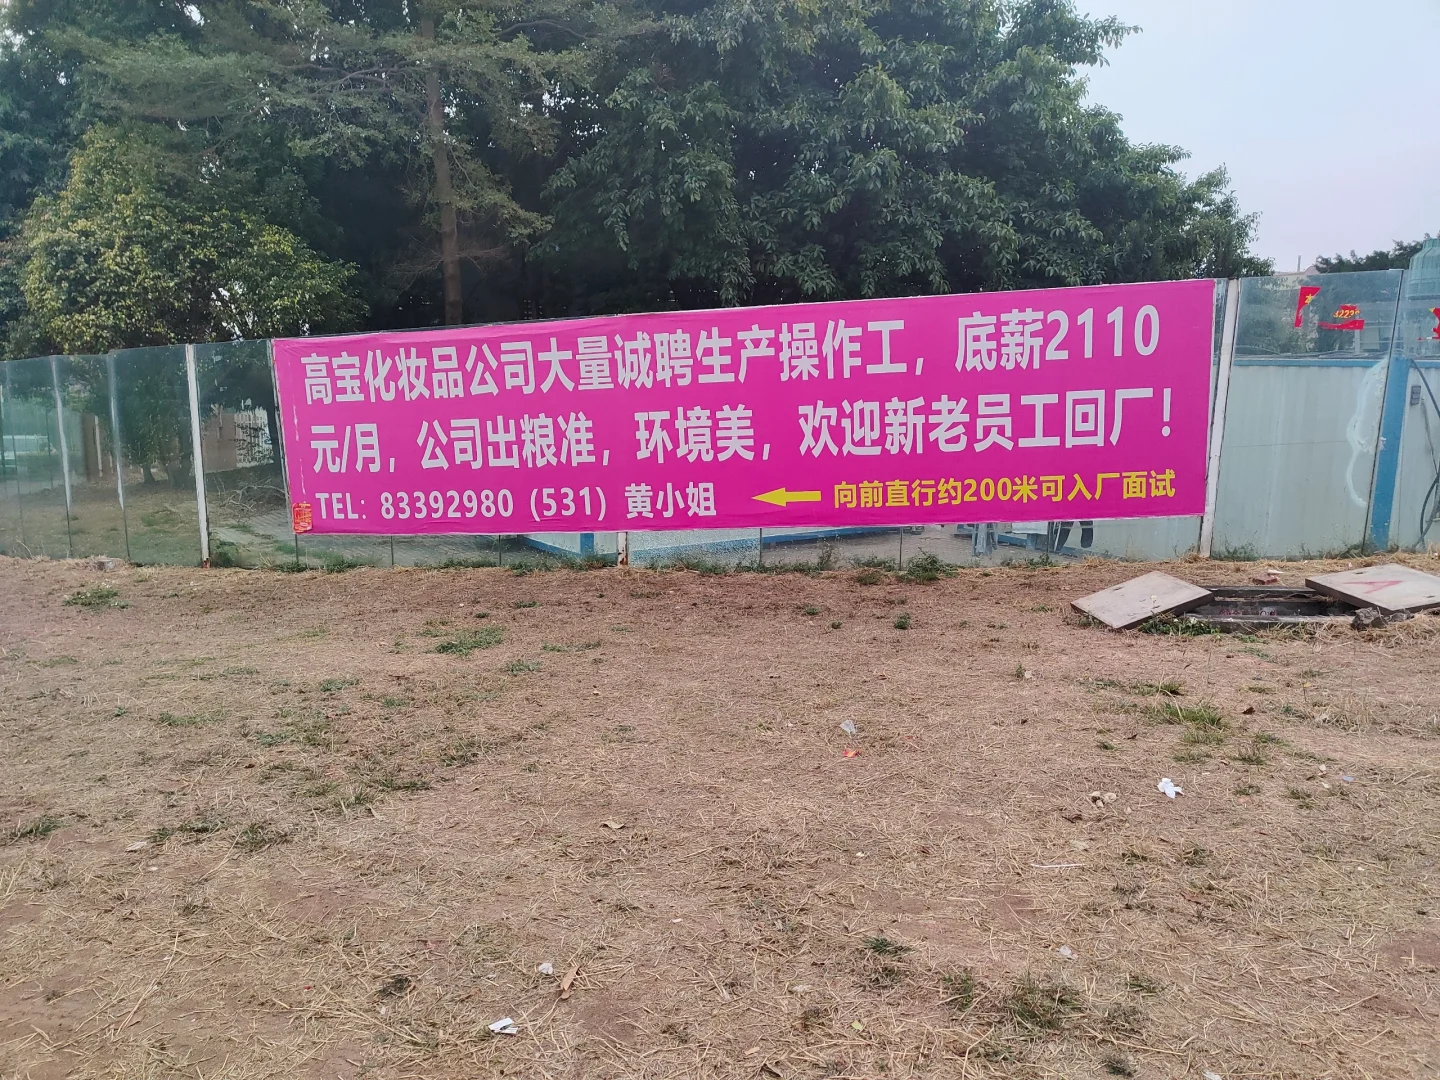 高宝化妆品公司大量诚聘生产操作工，底薪2110
元/月，公司出粮准，环境美，欢迎新老员工回厂！
TEL：83392980（531）黄小姐 向前直行约200米可入厂面试